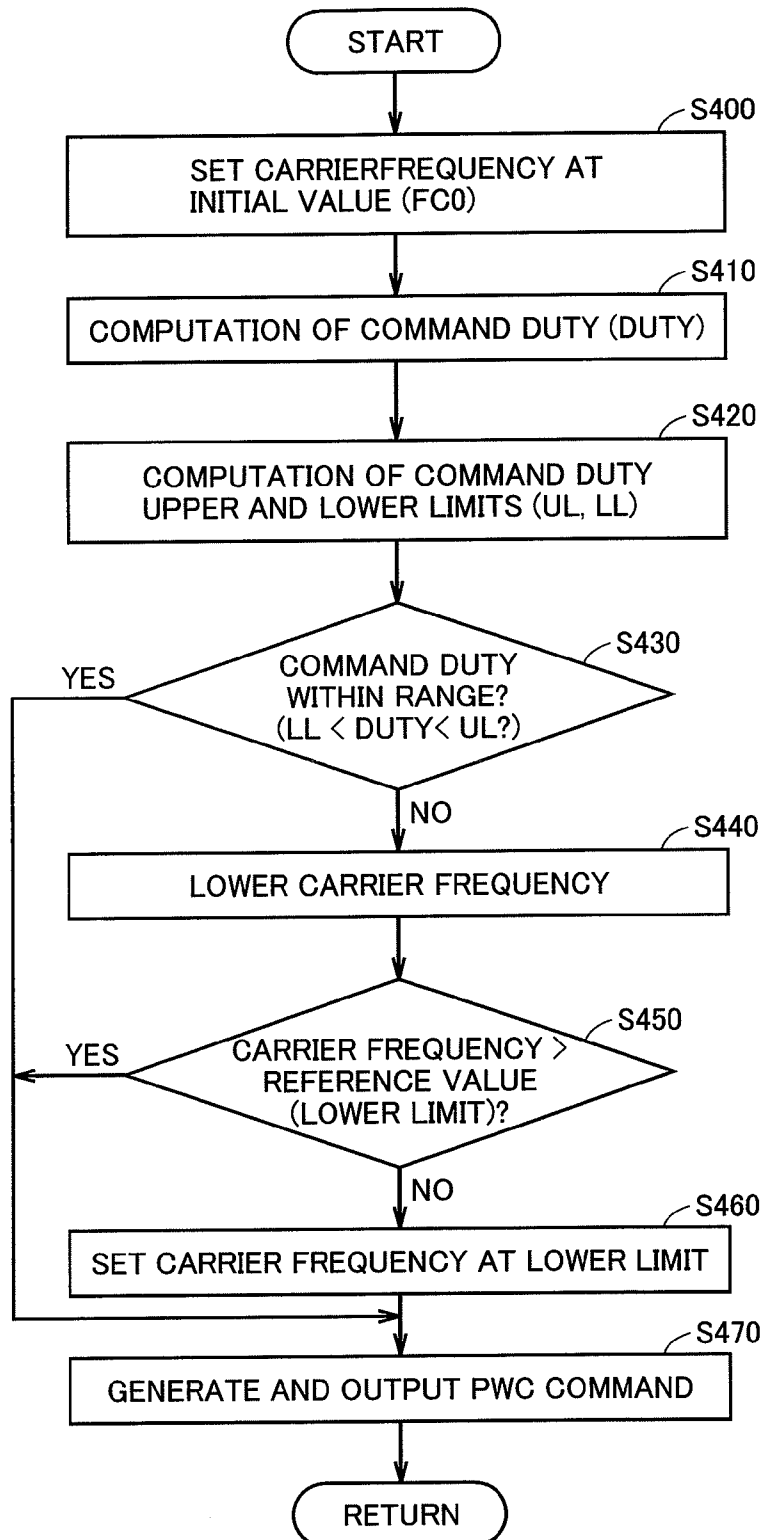 START
S400
SET CARRIERFREQUENCY AT
INITIAL VALUE (FC0)
S410
COMPUTATION OF COMMAND DUTY (DUTY)
S420
COMPUTATION OF COMMAND DUTY
UPPER AND LOWER LIMITS (UL, LL)
S430
YES
COMMAND DUTY
WITHIN RANGE?
(LL < DUTY< UL?)
NO
S440
LOWER CARRIER FREQUENCY
S450
YES
CARRIER FREQUENCY >
REFERENCE VALUE
(LOWER LIMIT)?
NO
S460
SET CARRIER FREQUENCY AT LOWER LIMIT
S470
GENERATE AND OUTPUT PWC COMMAND
RETURN